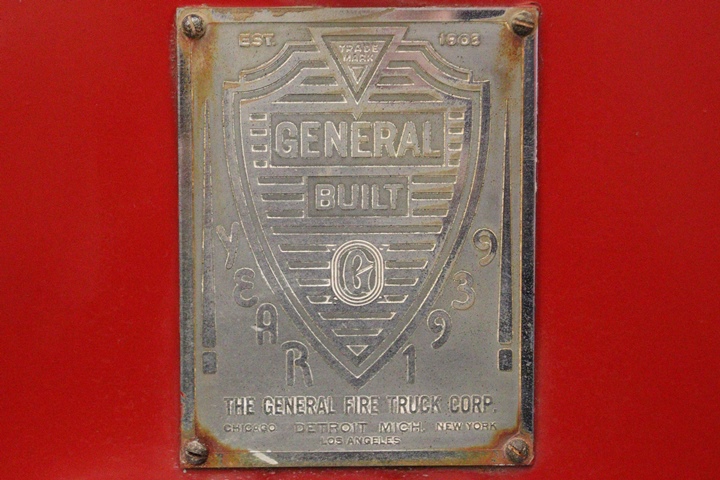 EST. 1903
TRADE
MARK
GENERAL
BUILT
G
YEAR 1939
THE GENERAL FIRE TRUCK CORP.
CHICAGO DETROIT MICH. NEW YORK
LOS ANGELES